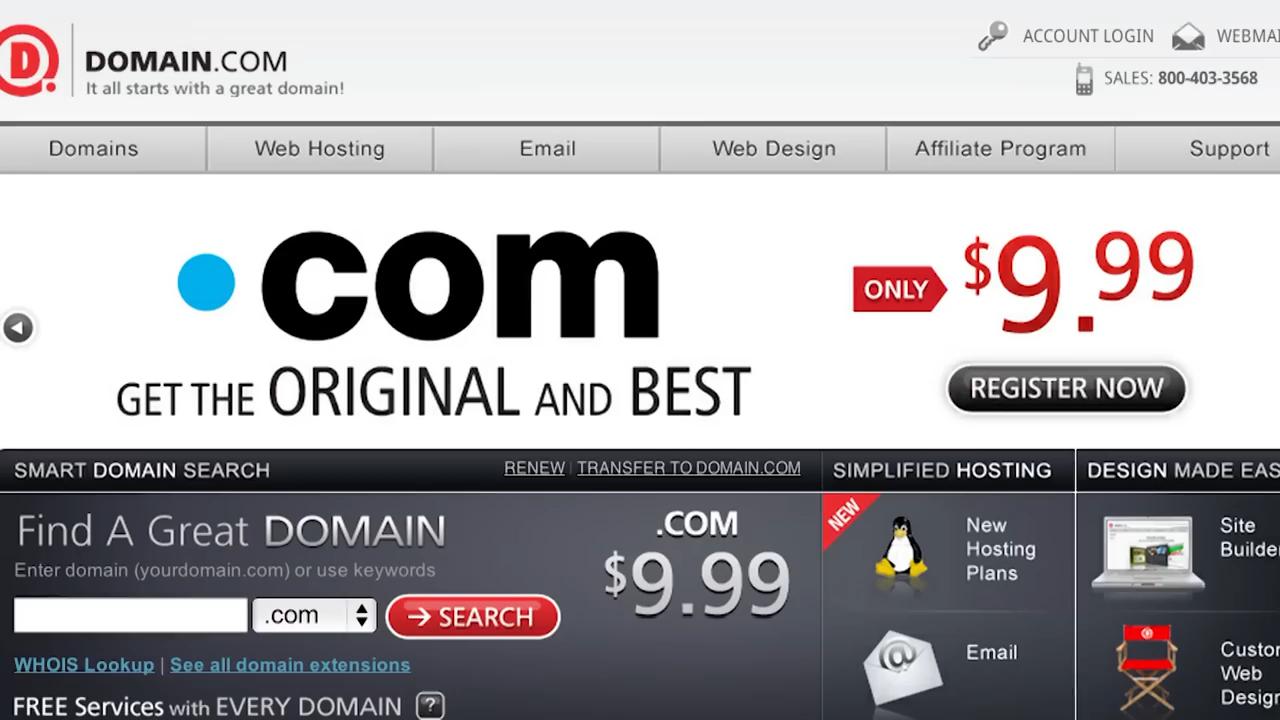 DOMAIN.COM
It all starts with a great domain!
ACCOUNT LOGIN
SALES: 800-403-3568
Domains
Web Hosting
Email
Web Design
Affiliate Program
Support
.com
GET THE ORIGINAL AND BEST
ONLY
$9.99
REGISTER NOW
SMART DOMAIN SEARCH
RENEW | TRANSFER TO DOMAIN.COM
Find A Great DOMAIN
Enter domain (yourdomain.com) or use keywords
.com
→ SEARCH
.COM
$9.99
WHOIS Lookup | See all domain extensions
FREE Services with EVERY DOMAIN ?
SIMPLIFIED HOSTING
NEW
New
Hosting
Plans
@
Email
DESIGN MADE
Site
Web